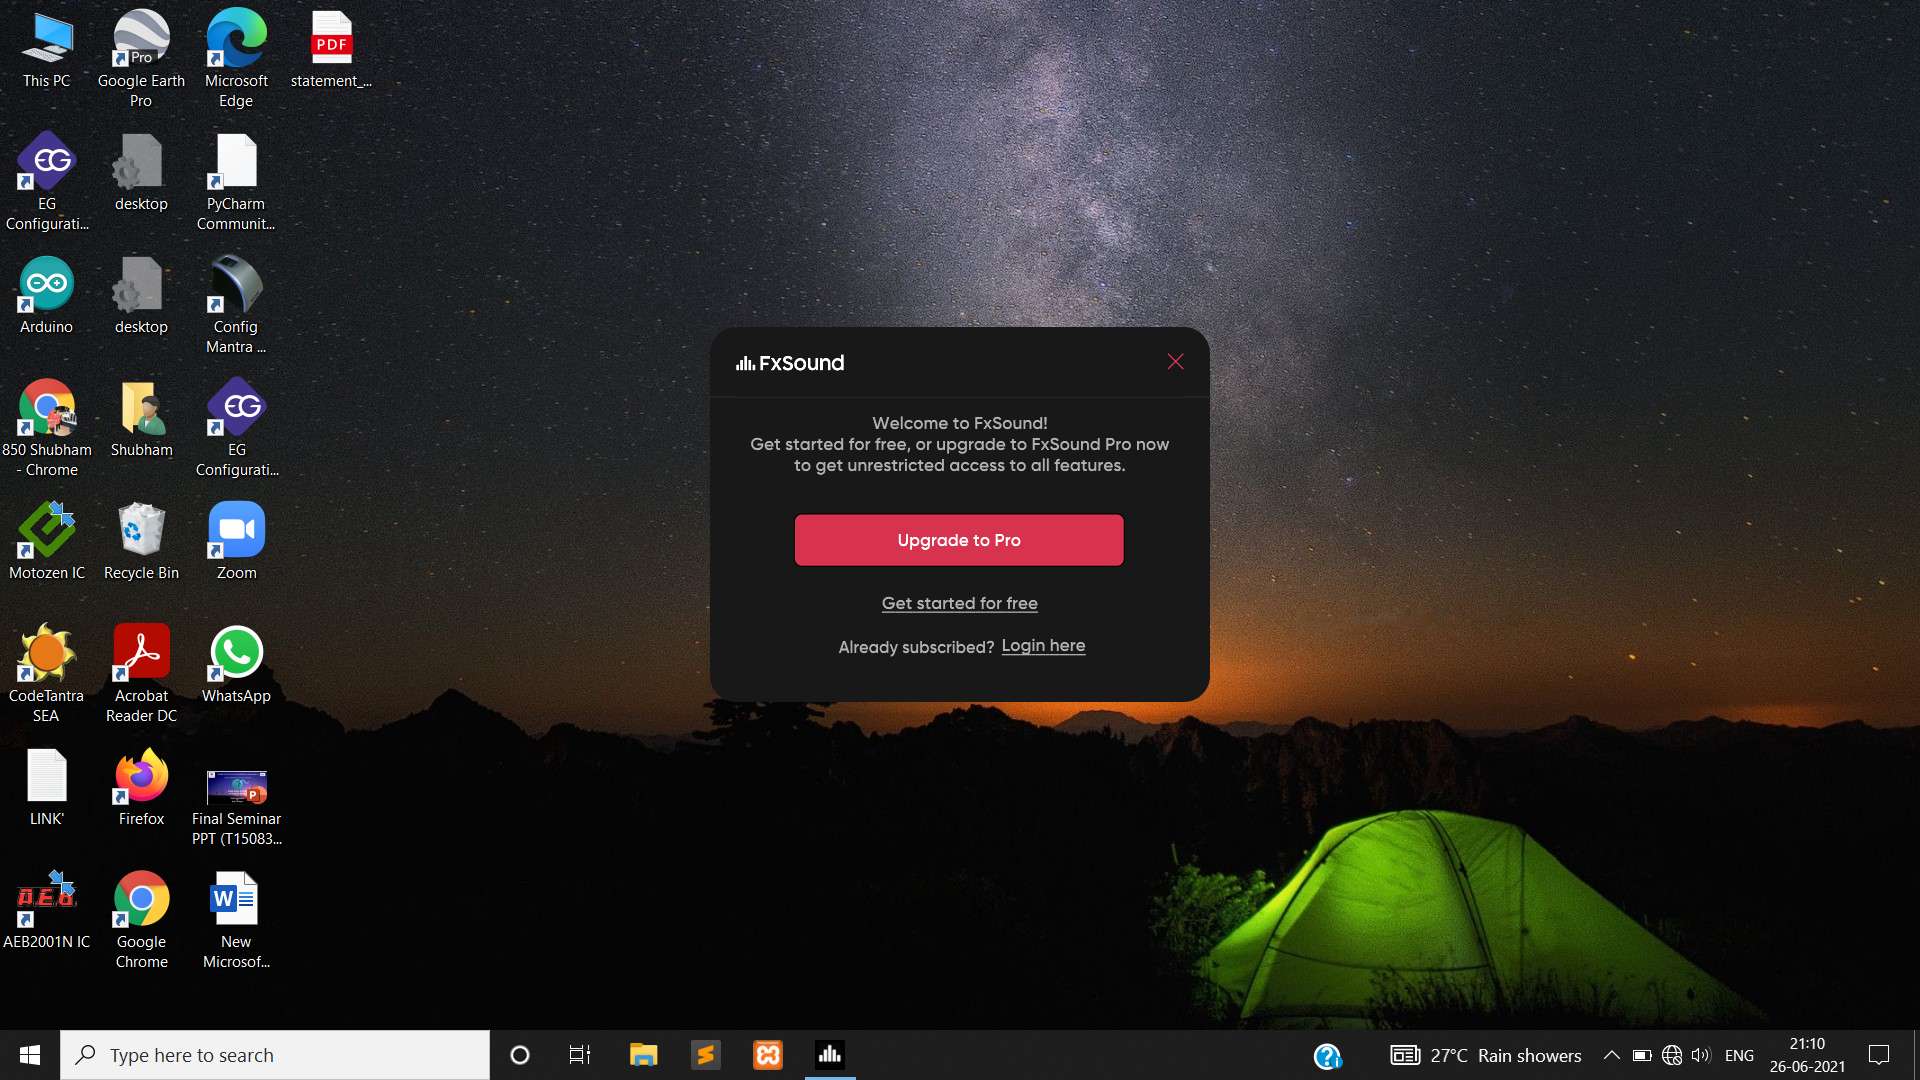 This PC
Google Earth
Pro
Pro
Microsoft
Edge
PDF
statement_...
EG
EG
Configurati...
desktop
PyCharm
Communit...
Arduino
desktop
Config
Mantra ...
850 Shubham
- Chrome
Shubham
EG
EG
Configurati...
Motozen IC
Recycle Bin
Zoom
CodeTantra
SEA
Acrobat
Reader DC
WhatsApp
LINK'
Firefox
P
Final Seminar
PPT (T15083...
A.E.B.
AEB2001N IC
Google
Chrome
W
New
Microsof...
FxSound
Welcome to FxSound!
Get started for free, or upgrade to FxSound Pro now
to get unrestricted access to all features.
Upgrade to Pro
Get started for free
Already subscribed? Login here
Type here to search
27°C Rain showers
ENG
21:10
26-06-2021